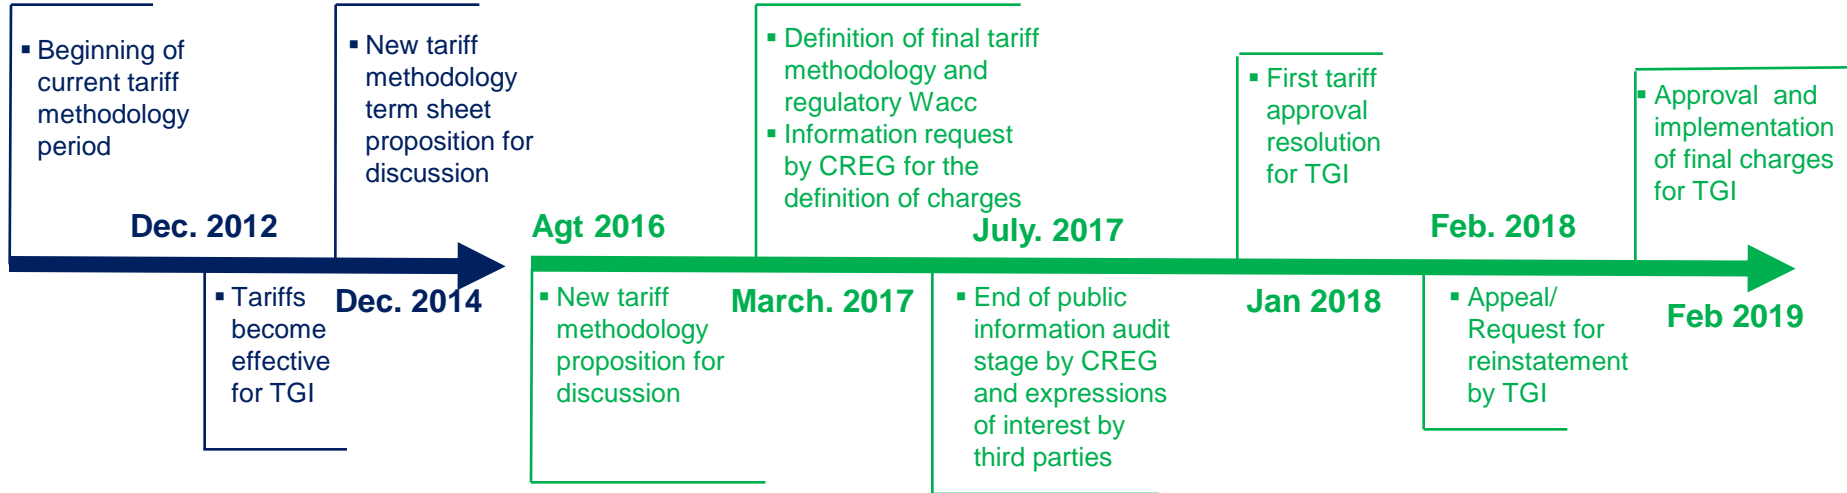 ▪ Beginning of
current tariff
methodology
period
Dec. 2012
▪ Tariffs
become
effective
for TGI
▪ New tariff
methodology
term sheet
proposition for
discussion
Dec. 2014
Agt 2016
▪ New tariff
methodology
proposition for
discussion
▪ Definition of final tariff
methodology and
regulatory Wacc
▪ Information request
by CREG for the
definition of charges
March. 2017
July. 2017
▪ End of public
information audit
stage by CREG
and expressions
of interest by
third parties
▪ First tariff
approval
resolution
for TGI
Jan 2018
Feb. 2018
▪ Appeal/
Request for
reinstatement
by TGI
▪ Approval and
implementation
of final charges
for TGI
Feb 2019